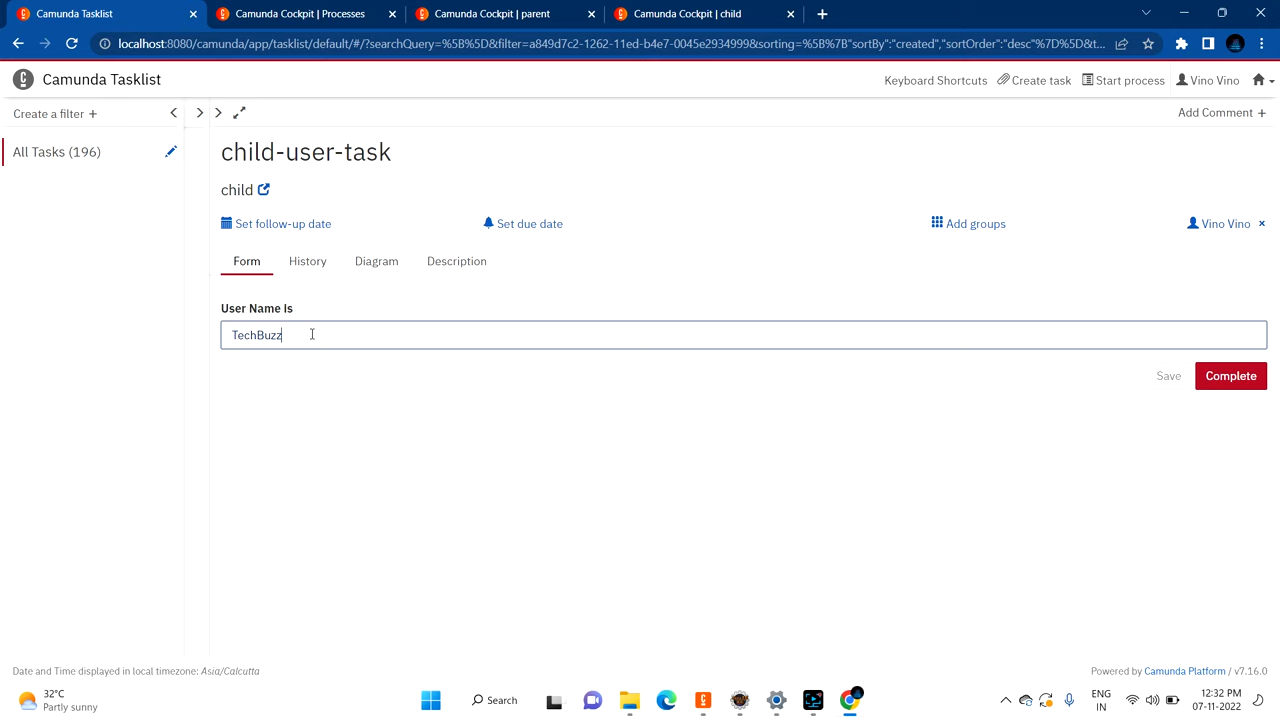 Camunda Tasklist
Camunda Cockpit | Processes
Camunda Cockpit | parent
Camunda Cockpit | child
localhost:8080/camunda/app/tasklist/default/#/?searchQuery=%5B%5D&filter=a849d7c2-1262-11ed-b4e7-0045e2934999&sorting=%5B%7B"sortBy":"created","sortOrder":"desc"%7D%5D&t...
Camunda Tasklist
Keyboard Shortcuts
Create task
Start process
Vino Vino
Create a filter +
Add Comment +
All Tasks (196)
child-user-task
child
Set follow-up date
Set due date
Add groups
Vino Vino ×
Form
History
Diagram
Description
User Name Is
TechBuzz
Save
Complete
Date and Time displayed in local timezone: Asia/Calcutta
Powered by Camunda Platform / v7.16.0
32°C
Partly sunny
Search
ENG
IN
12:32 PM
07-11-2022